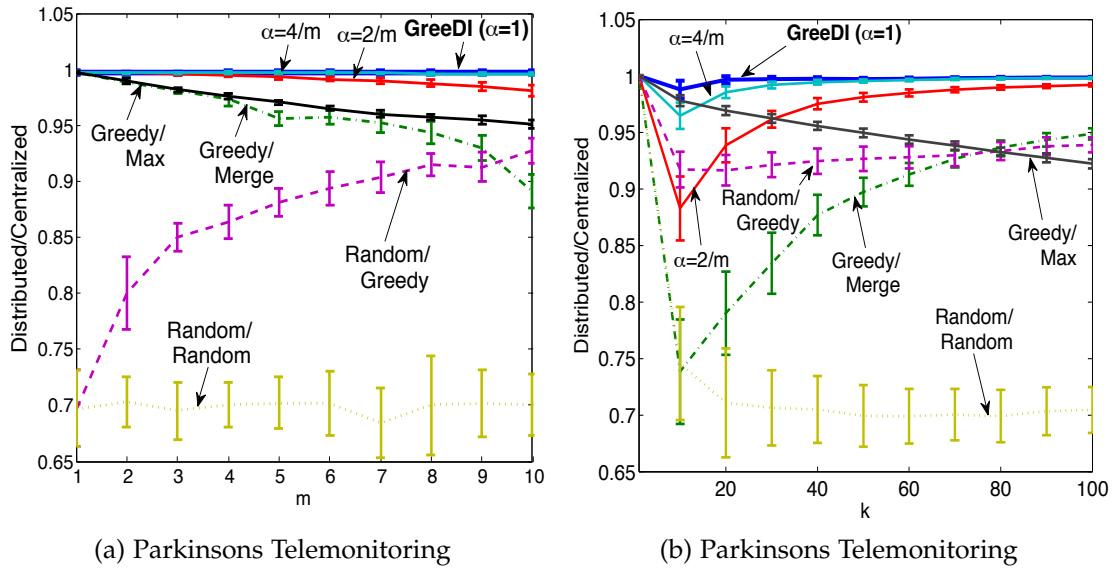 α=4/m
α=2/m
GreeDI (α=1)
1
0.95
0.9
0.85
0.8
0.75
0.7
0.65
Distributed/Centralized
Greedy/
Max
Greedy/
Merge
Random/
Greedy
Random/
Random
1 2 3 4 5 6 7 8 9 10
m
(a) Parkinsons Telemonitoring
α=4/m
GreeDI (α=1)
1.05
1
0.95
0.9
0.85
0.8
0.75
0.7
0.65
Distributed/Centralized
α=2/m
Random/
Greedy
Greedy/
Merge
Greedy/
Max
Random/
Random
20 40 60 80 100
k
(b) Parkinsons Telemonitoring